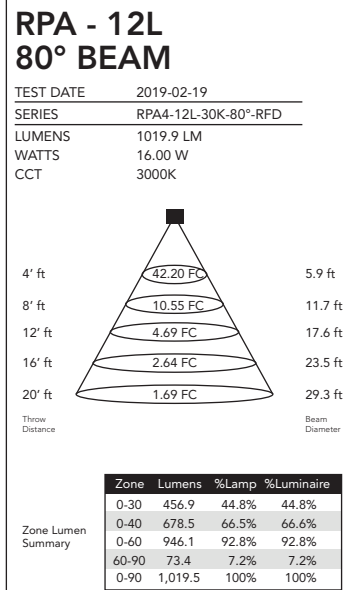 RPA - 12L
80° BEAM
TEST DATE 2019-02-19
SERIES RPA4-12L-30K-80°-RFD
LUMENS 1019.9 LM
WATTS 16.00 W
CCT 3000K
4' ft 42.20 FC 5.9 ft
8' ft 10.55 FC 11.7 ft
12' ft 4.69 FC 17.6 ft
16' ft 2.64 FC 23.5 ft
20' ft 1.69 FC 29.3 ft
Throw Beam
Distance Diameter
Zone Lumens %Lamp %Luminaire
0-30 456.9 44.8% 44.8%
0-40 678.5 66.5% 66.6%
Zone Lumen
Summary
0-60 946.1 92.8% 92.8%
60-90 73.4 7.2% 7.2%
0-90 1,019.5 100% 100%